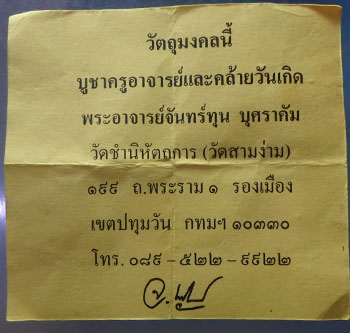 วัตถุมงคลนี้
บูชาครูอาจารย์และคล้ายวันเกิด
พระอาจารย์จันทร์ทุน บุศราคัม
วัดชำนิหัตถการ (วัดสามง่าม)
๑๙๙ ถ.พระราม ๑ รองเมือง
เขตปทุมวัน กทมฯ ๑๐๓๓๐
โทร. ๐๘๙ - ๕๒๒ - ๙๙๒๒